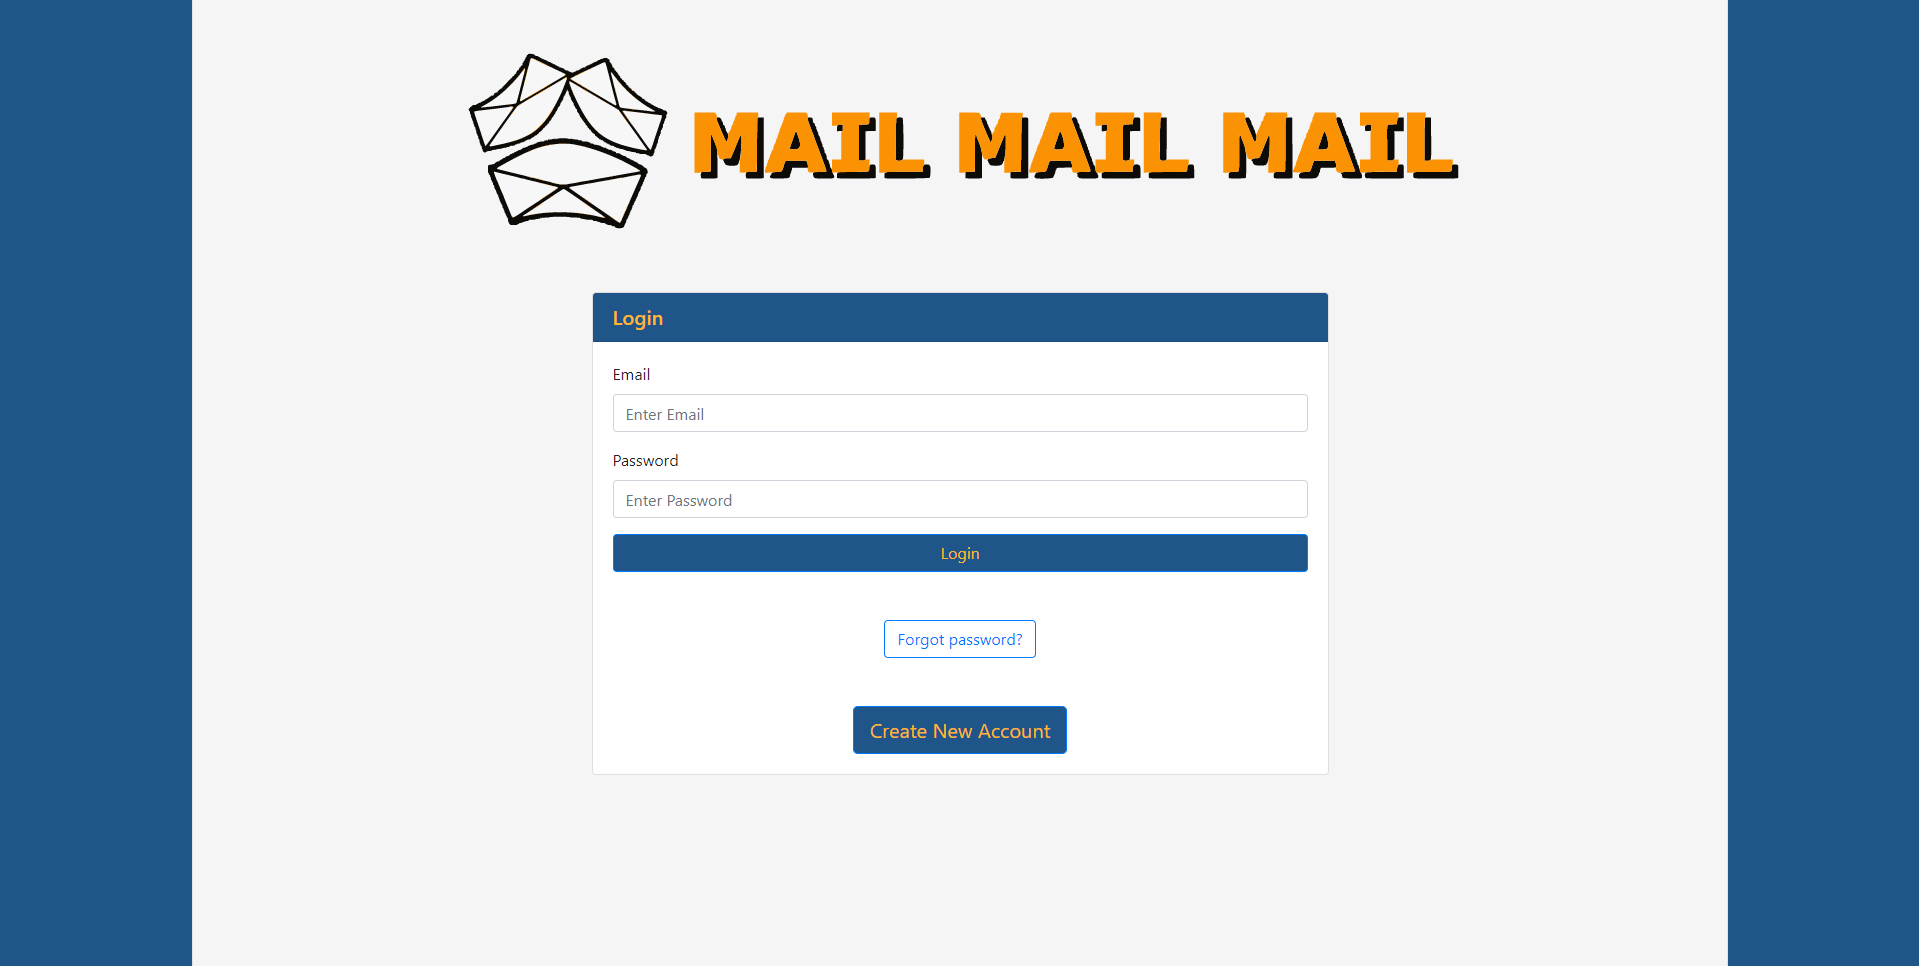 MAIL MAIL MAIL
Login
Email
Enter Email
Password
Enter Password
Login
Forgot password?
Create New Account